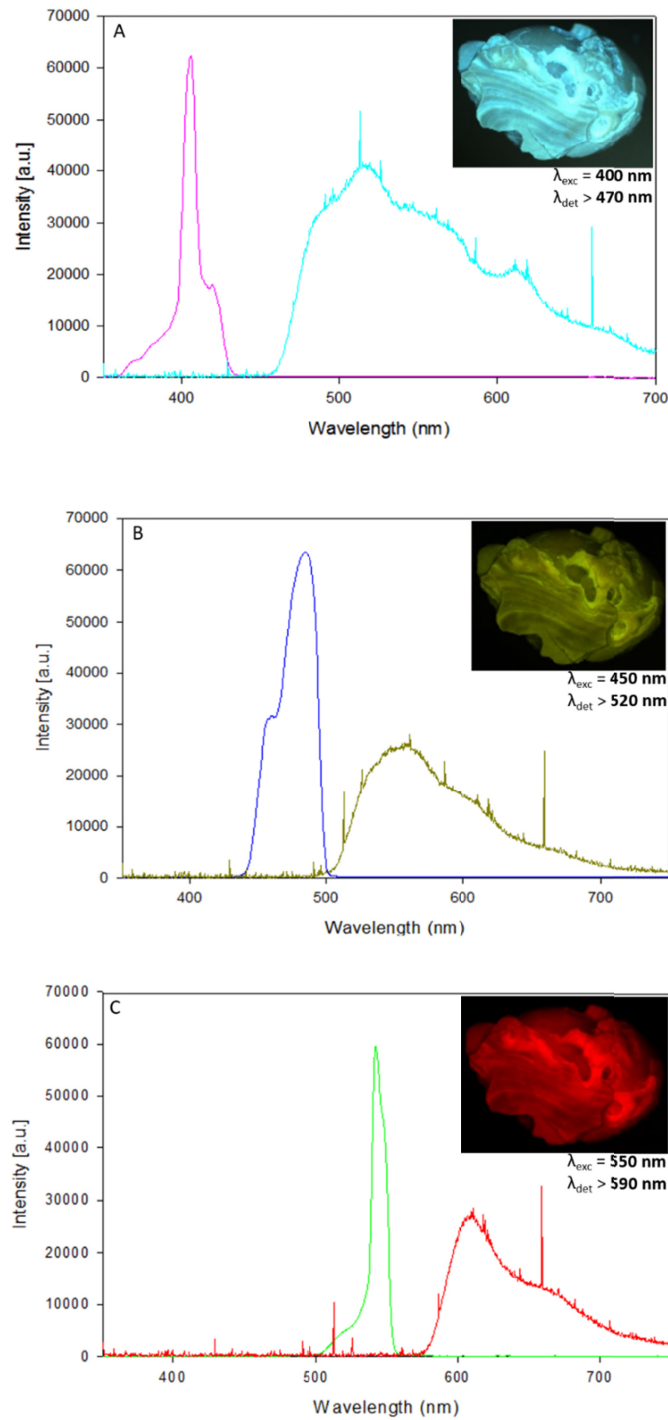 A
70000
60000
50000
40000
30000
20000
10000
0
Intensity [a.u.]
400
500
600
700
Wavelength (nm)
λexc = 400 nm
λdet > 470 nm
B
70000
60000
50000
40000
30000
20000
10000
0
Intensity [a.u.]
400
500
600
700
Wavelength (nm)
λexc = 450 nm
λdet > 520 nm
C
70000
60000
50000
40000
30000
20000
10000
0
Intensity [a.u.]
400
500
600
700
Wavelength (nm)
λexc = 550 nm
λdet > 590 nm